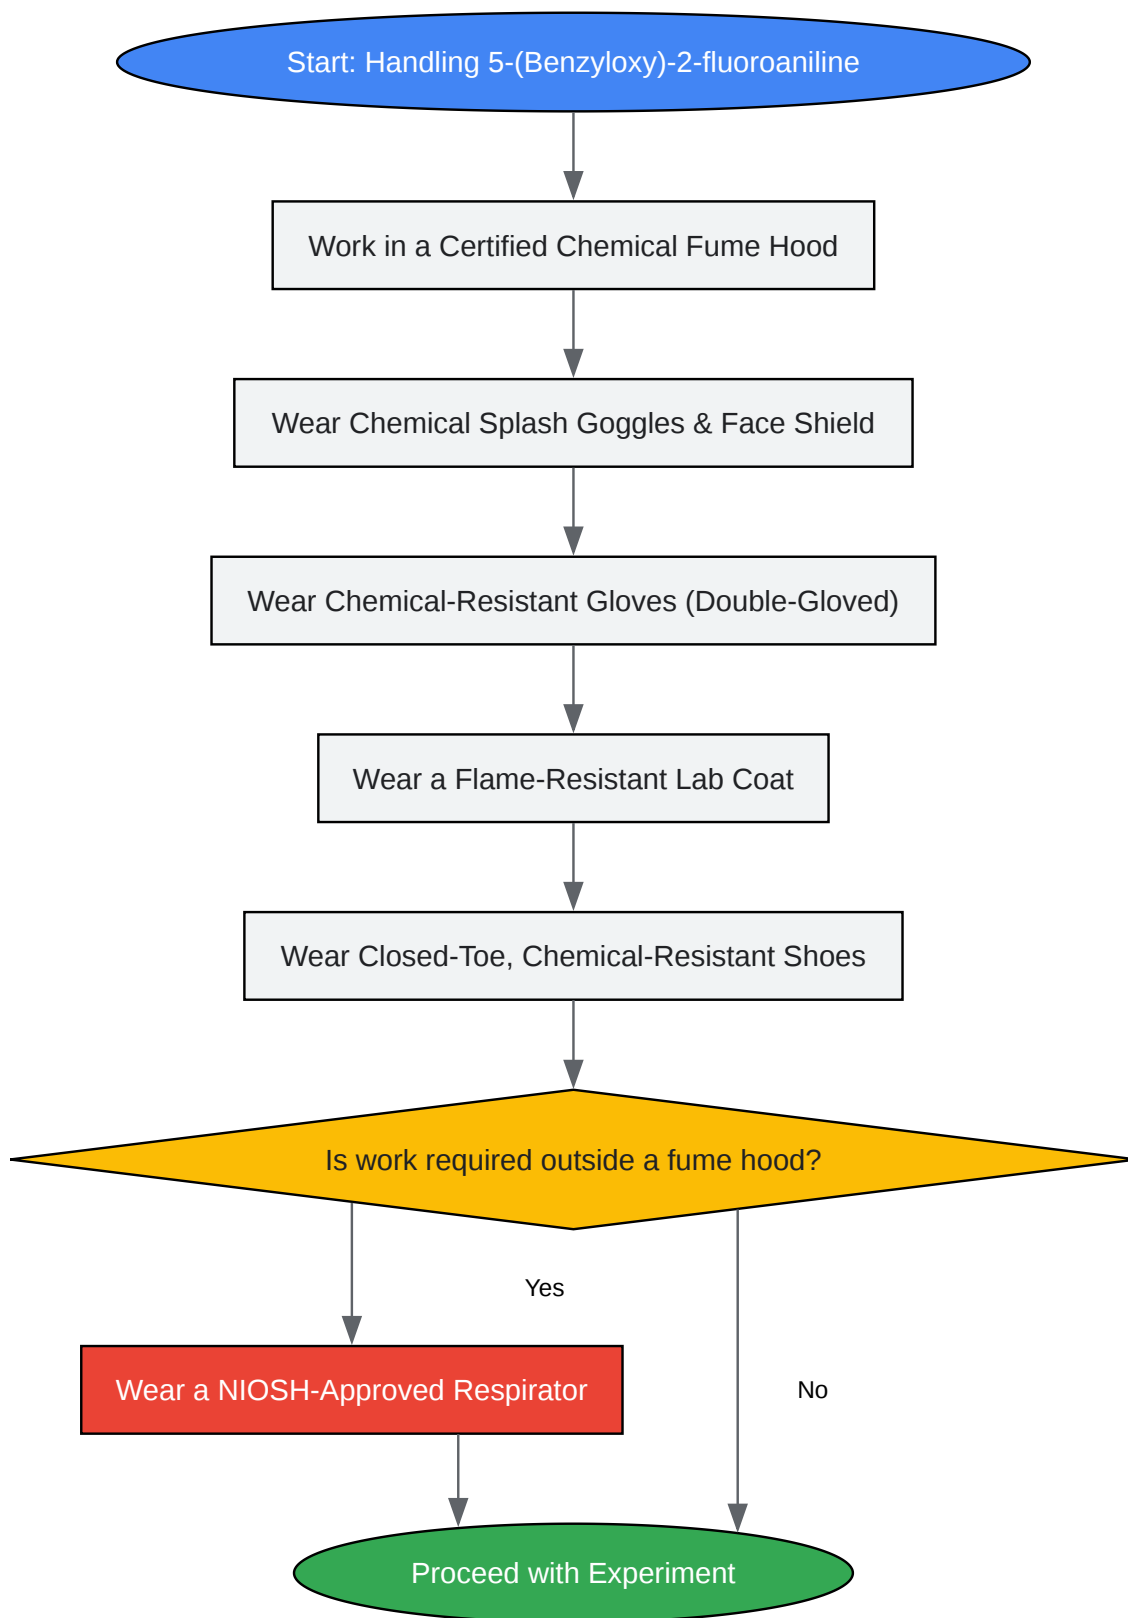 Start: Handling 5-(Benzyloxy)-2-fluoroaniline
Work in a Certified Chemical Fume Hood
Wear Chemical Splash Goggles & Face Shield
Wear Chemical-Resistant Gloves (Double-Gloved)
Wear a Flame-Resistant Lab Coat
Wear Closed-Toe, Chemical-Resistant Shoes
Is work required outside a fume hood?
Yes
Wear a NIOSH-Approved Respirator
No
Proceed with Experiment